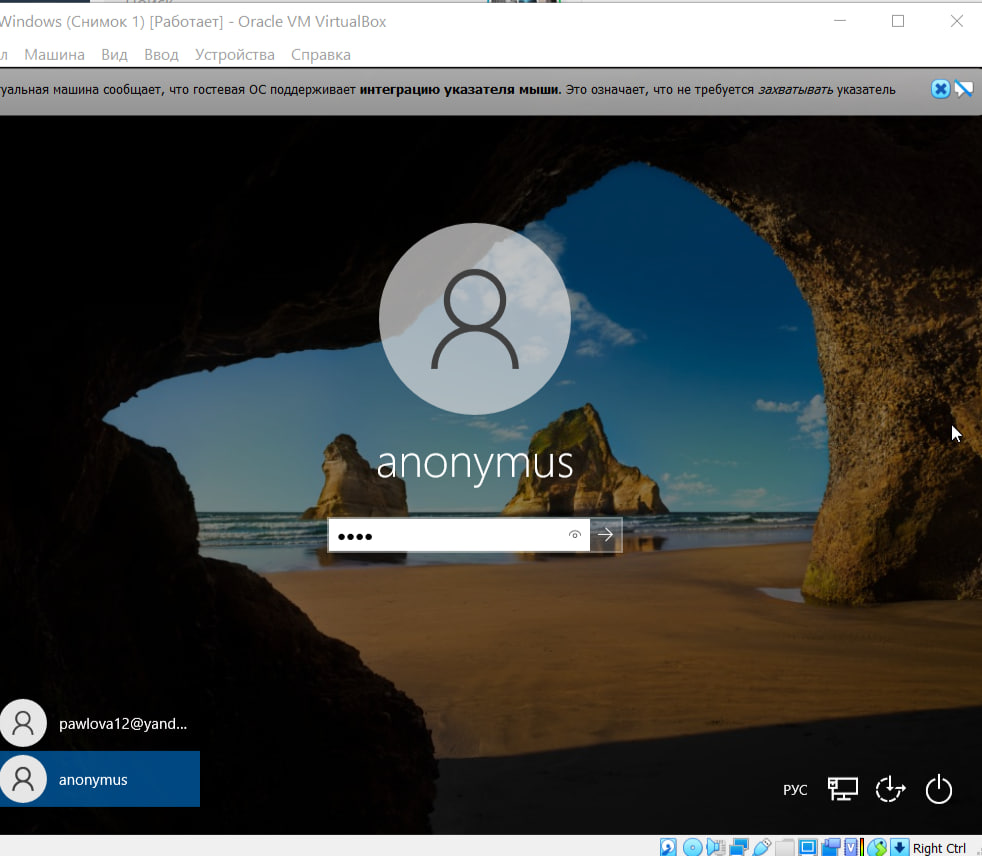 Windows (Снимок 1) [Работает] - Oracle VM VirtualBox
л Машина Вид Ввод Устройства Справка
туальная машина сообщает, что гостевая ОС поддерживает интеграцию указателя мыши. Это означает, что не требуется захватывать указатель
anonymus
pawlova12@yand...
anonymus
РУС
Right Ctrl